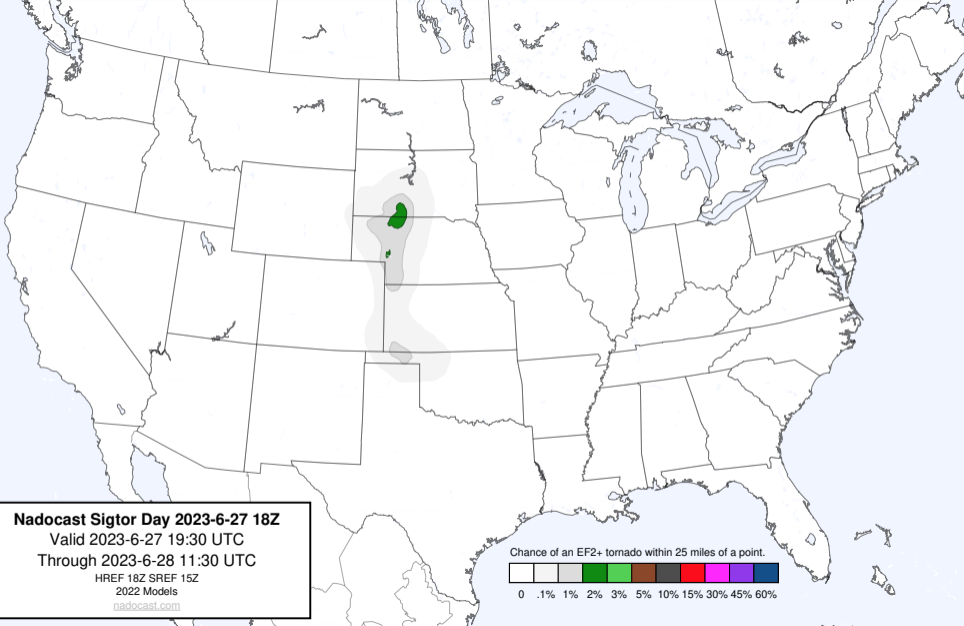 Nadocast Sigtor Day 2023-6-27 18Z
Valid 2023-6-27 19:30 UTC
Through 2023-6-28 11:30 UTC
HREF 18Z SREF 15Z
2022 Models
nadocast.com
Chance of an EF2+ tornado within 25 miles of a point.
0 .1% 1% 2% 3% 5% 10% 15% 30% 45% 60%